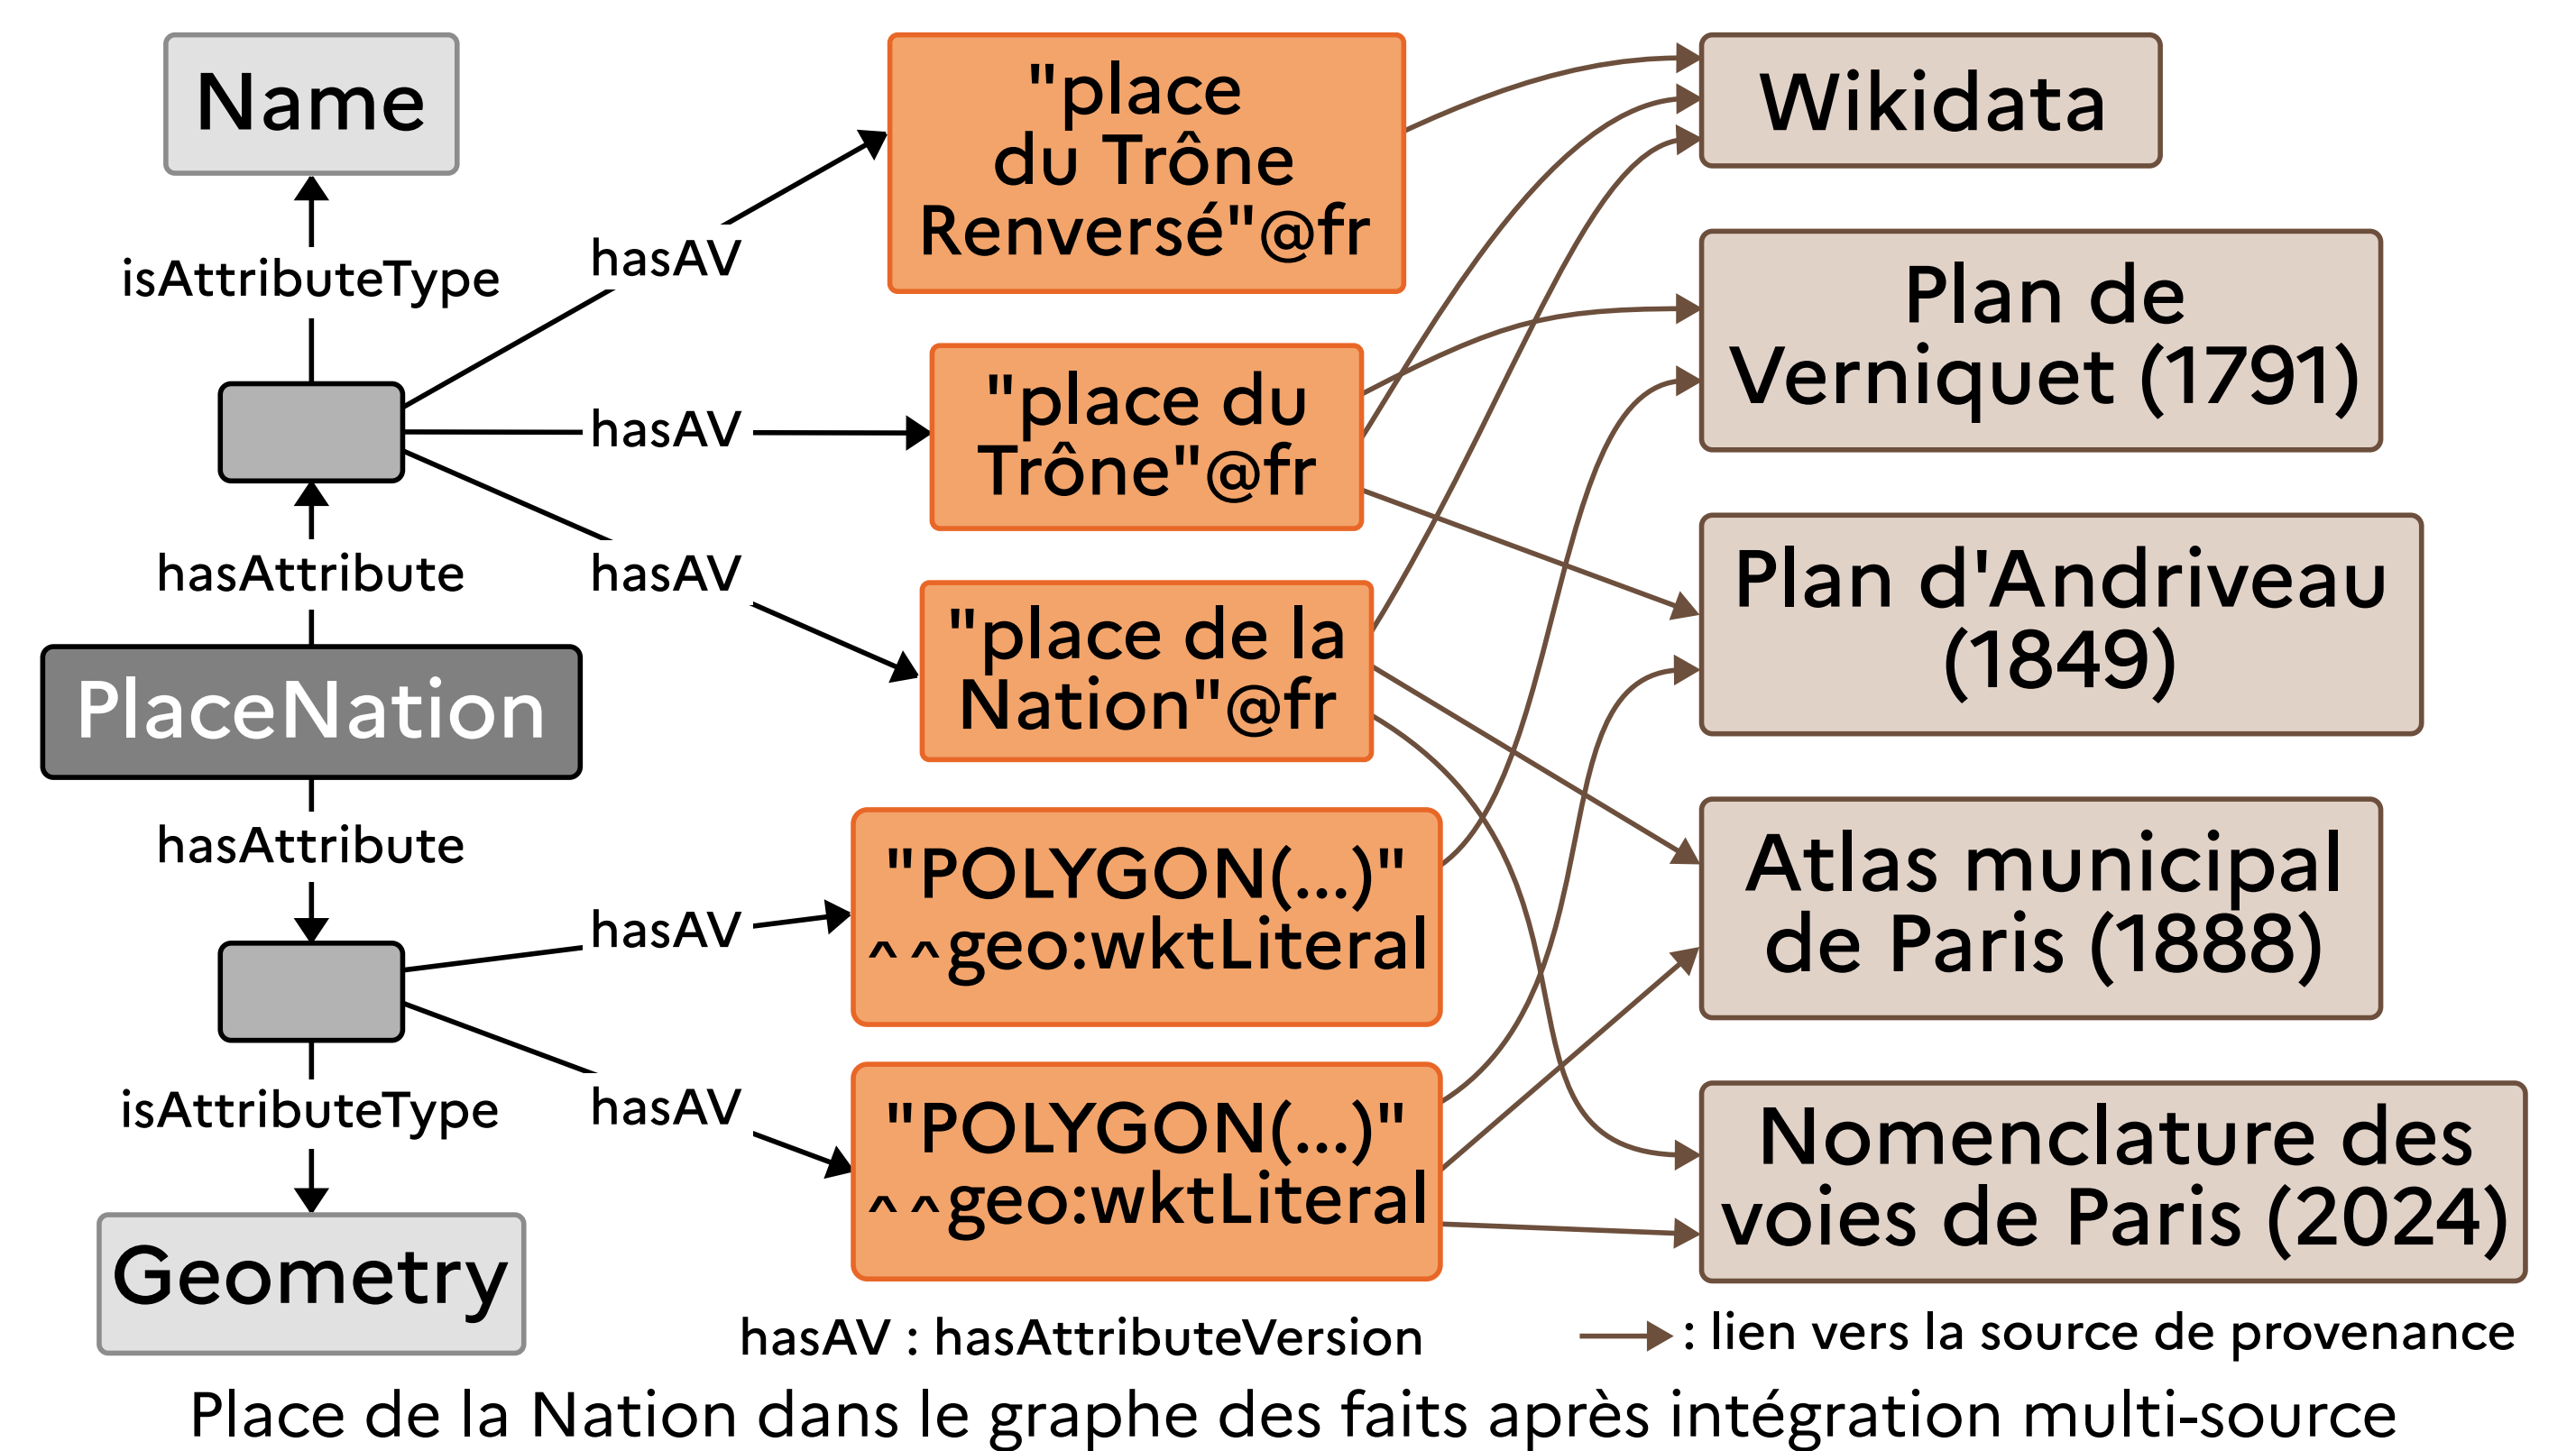 Name
isAttributeType
hasAttribute
PlaceNation
hasAttribute
isAttributeType
Geometry
hasAV
hasAV
hasAV
hasAV
hasAV
"place
du Trône
Renversé"@fr
"place du
Trône"@fr
"place de la
Nation"@fr
"POLYGON(...)"
^^geo:wktLiteral
"POLYGON(...)"
^^geo:wktLiteral
Wikidata
Plan de
Verniquet (1791)
Plan d'Andriveau
(1849)
Atlas municipal
de Paris (1888)
Nomenclature des
voies de Paris (2024)
hasAV : hasAttributeVersion
: lien vers la source de provenance
Place de la Nation dans le graphe des faits après intégration multi-source